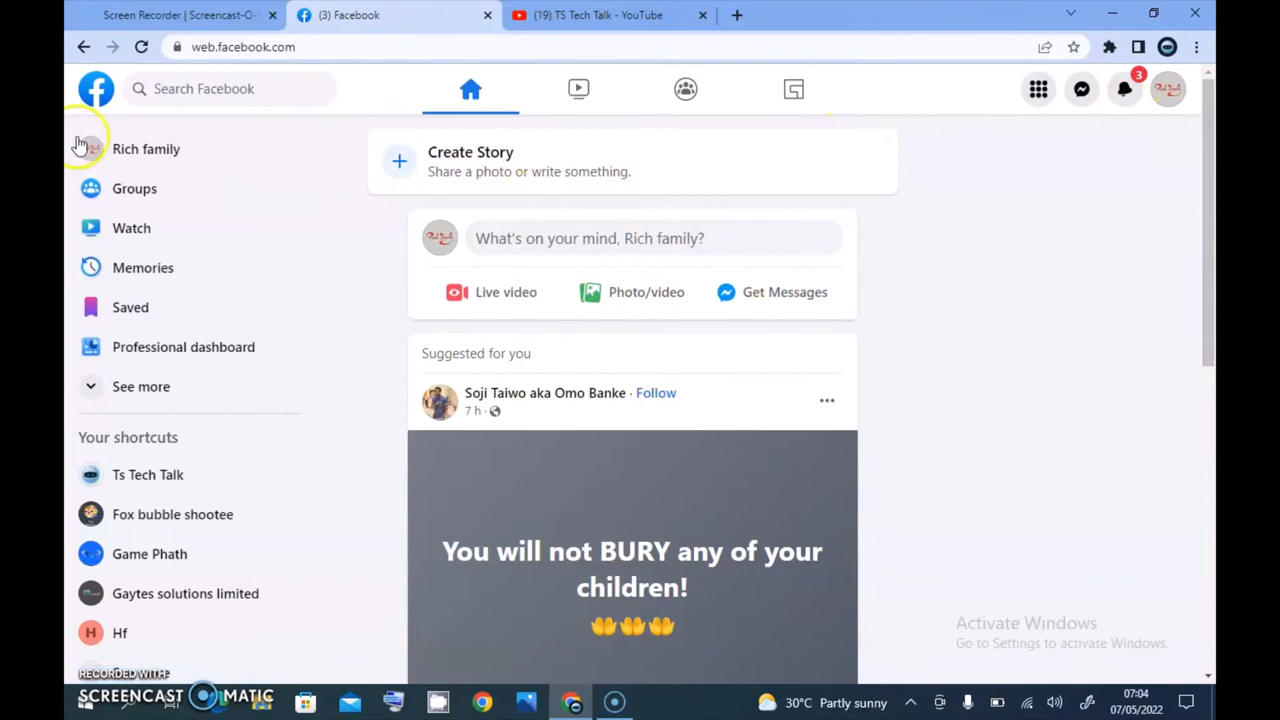 Screen Recorder | Screencast-O-
(3) Facebook
(19) TS Tech Talk - YouTube
web.facebook.com
Search Facebook
3
Rich family
Groups
Watch
Memories
Saved
Professional dashboard
See more
Your shortcuts
Ts Tech Talk
Fox bubble shootee
Game Phath
Gaytes solutions limited
H Hf
Create Story
Share a photo or write something.
What's on your mind, Rich family?
Live video
Photo/video
Get Messages
Suggested for you
Soji Taiwo aka Omo Banke · Follow
7 h ·
You will not BURY any of your
children!
Activate Windows
Go to Settings to activate Windows.
RECORDED WITH
SCREENCAST MATIC
30°C Partly sunny
07:04
07/05/2022